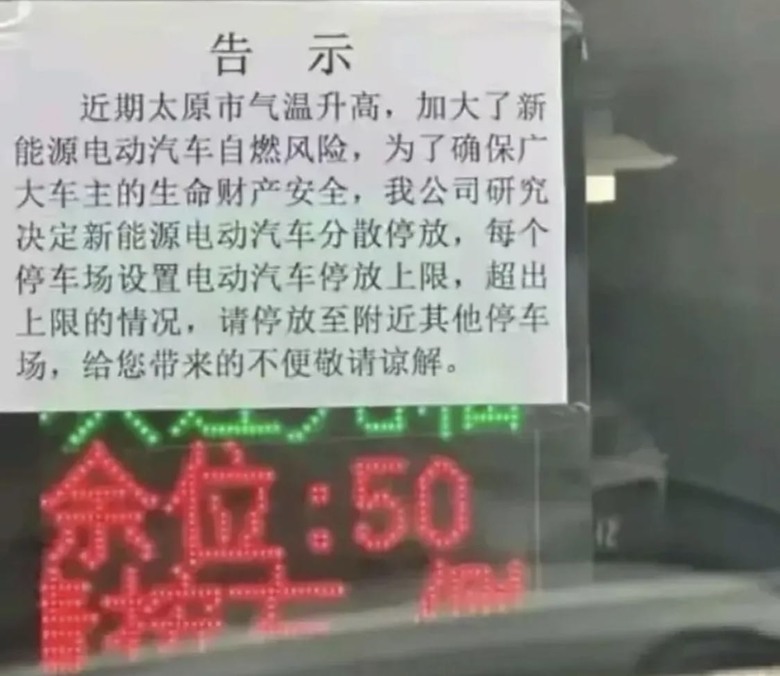 告 示
近期太原市气温升高，加大了新
能源电动汽车自燃风险，为了确保广
大车主的生命财产安全，我公司研究
决定新能源电动汽车分散停放，每个
停车场设置电动汽车停放上限，超出
上限的情况，请停放至附近其他停车
场，给您带来的不便敬请谅解。
余位:50